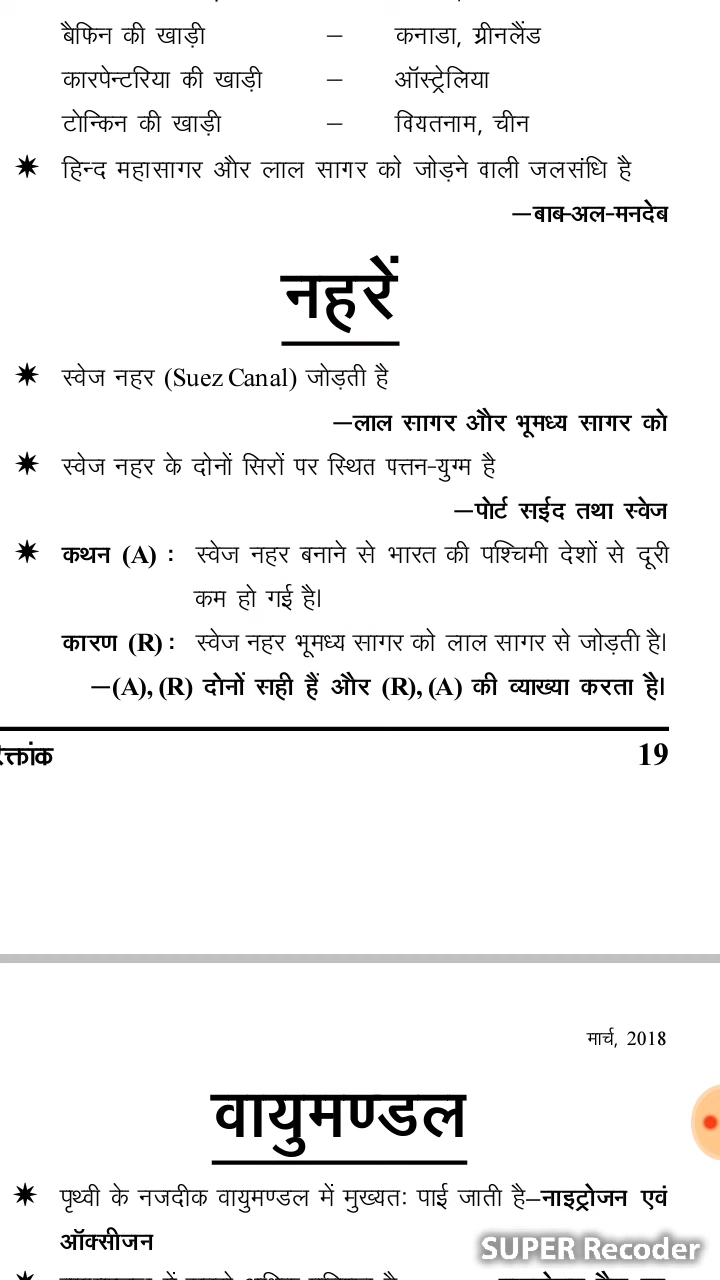 बैफिन की खाड़ी – कनाडा, ग्रीनलैंड
कारपेन्टरिया की खाड़ी – ऑस्ट्रेलिया
टोन्किन की खाड़ी – वियतनाम, चीन
✷ हिन्द महासागर और लाल सागर को जोड़ने वाली जलसंधि है
–बाब-अल-मनदेब
नहरें
✷ स्वेज नहर (Suez Canal) जोड़ती है
–लाल सागर और भूमध्य सागर को
✷ स्वेज नहर के दोनों सिरों पर स्थित पत्तन-युग्म है
–पोर्ट सईद तथा स्वेज
✷ कथन (A) : स्वेज नहर बनाने से भारत की पश्चिमी देशों से दूरी
कम हो गई है।
कारण (R) : स्वेज नहर भूमध्य सागर को लाल सागर से जोड़ती है।
–(A), (R) दोनों सही हैं और (R), (A) की व्याख्या करता है।
19
मार्च, 2018
वायुमण्डल
✷ पृथ्वी के नजदीक वायुमण्डल में मुख्यतः पाई जाती है–नाइट्रोजन एवं
ऑक्सीजन
SUPER Recoder